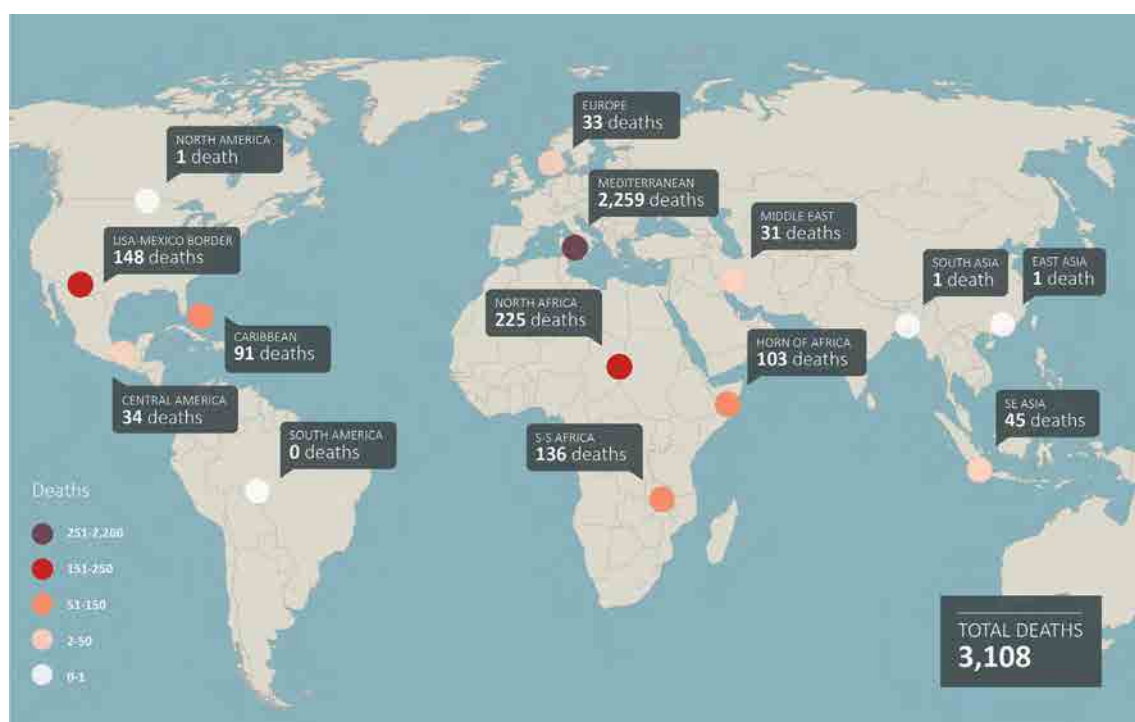 EUROPE
33 deaths
NORTH AMERICA
1 death
MEDITERRANEAN
2,259 deaths
MIDDLE EAST
31 deaths
USA-MEXICO BORDER
148 deaths
SOUTH ASIA
1 death
EAST ASIA
1 death
NORTH AFRICA
225 deaths
CARIBBEAN
91 deaths
HORN OF AFRICA
103 deaths
CENTRAL AMERICA
34 deaths
SE ASIA
45 deaths
SOUTH AMERICA
0 deaths
S-S AFRICA
136 deaths
Deaths
251-2,200
151-250
51-150
2-50
0-1
TOTAL DEATHS
3,108